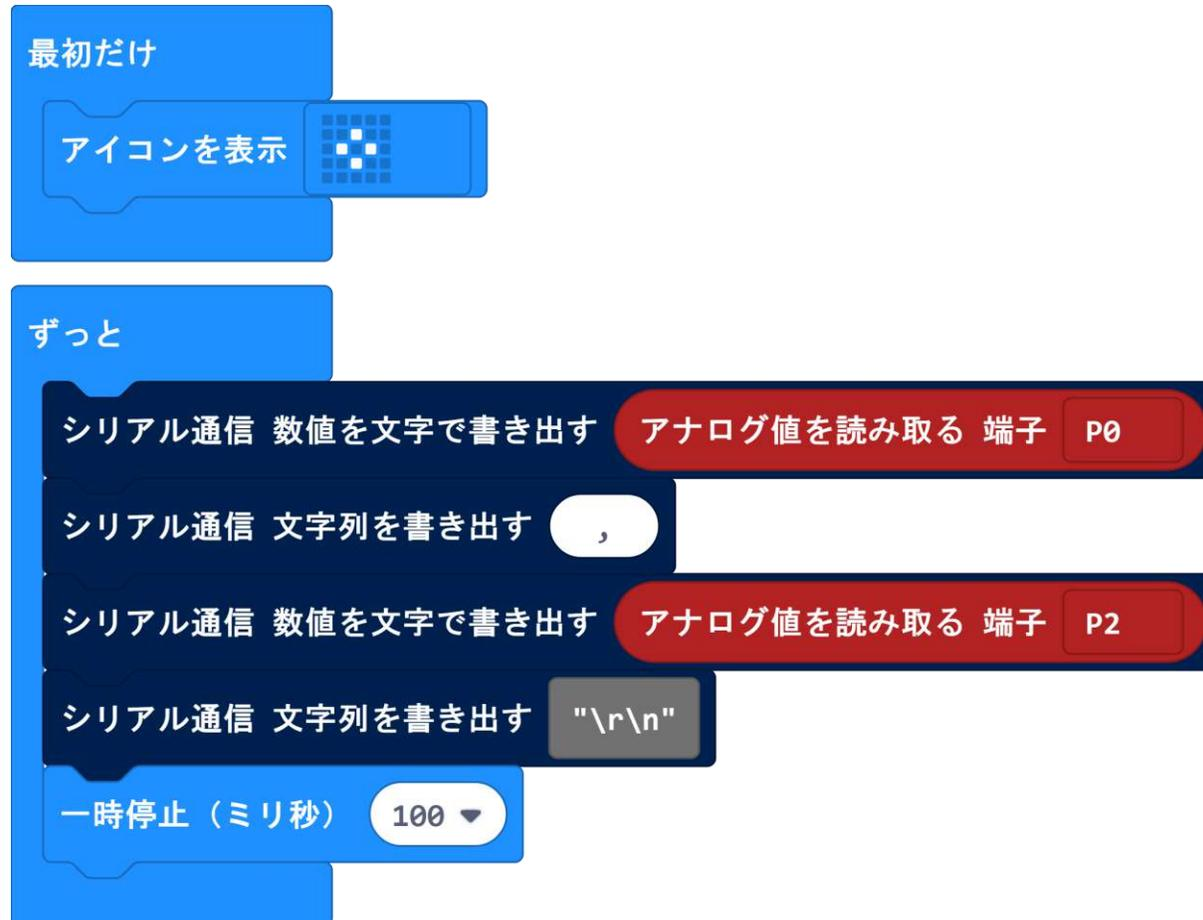 最初だけ
アイコンを表示
ずっと
シリアル通信 数値を文字で書き出す アナログ値を読み取る 端子 P0
シリアル通信 文字列を書き出す ,
シリアル通信 数値を文字で書き出す アナログ値を読み取る 端子 P2
シリアル通信 文字列を書き出す "\r\n"
一時停止（ミリ秒） 100